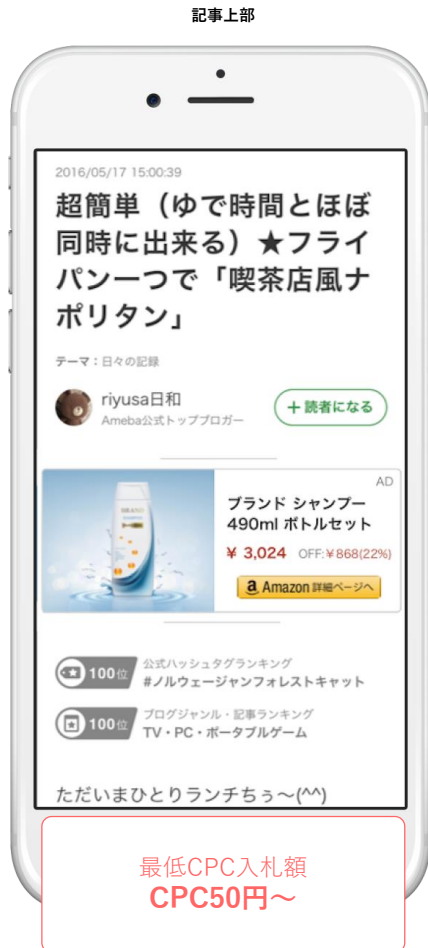 記事上部
2016/05/17 15:00:39
超簡単（ゆで時間とほぼ
同時に出来る）★フライ
パン一つで「喫茶店風ナ
ポリタン」
テーマ：日々の記録
riyusa日和
Ameba公式トップブロガー
＋読者になる
AD
BRAND
ブランド シャンプー
490ml ボトルセット
¥ 3,024 OFF:¥868(22%)
a Amazon 詳細ページへ
100位
公式ハッシュタグランキング
#ノルウェージャンフォレストキャット
100位
ブログジャンル・記事ランキング
TV・PC・ポータブルゲーム
ただいまひとりランチちぅ〜(^^)
最低CPC入札額
CPC50円〜